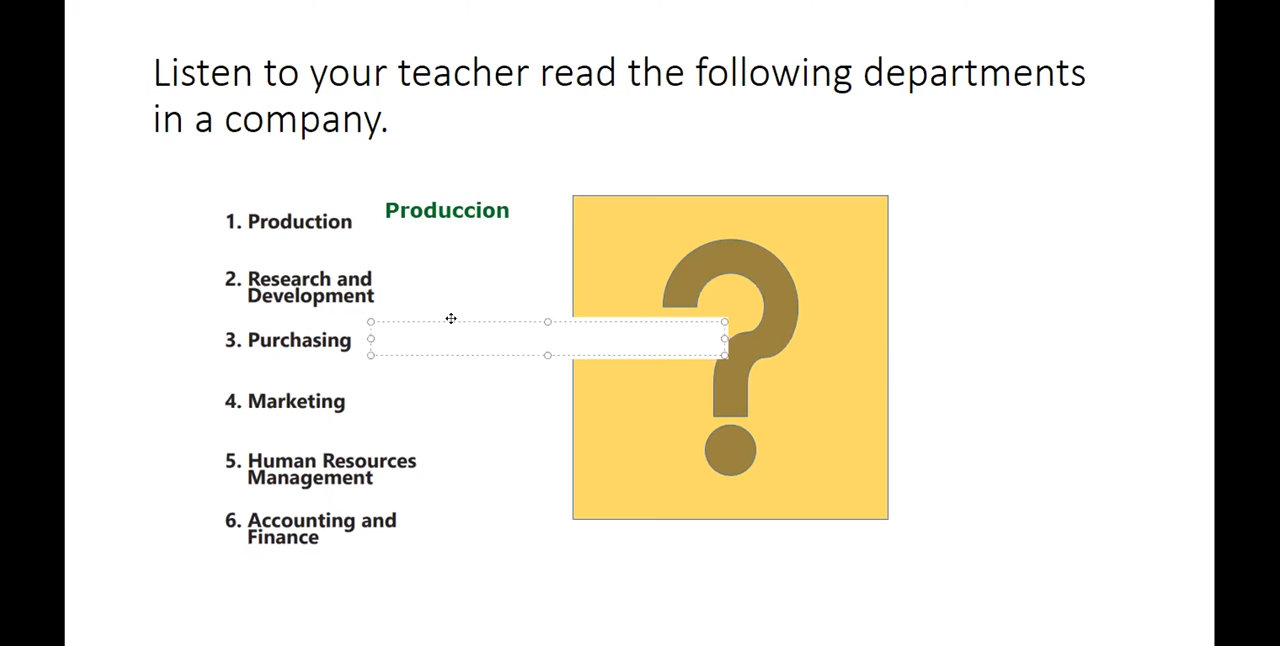 Listen to your teacher read the following departments
in a company.
1. Production
Produccion
2. Research and
Development
3. Purchasing
4. Marketing
5. Human Resources
Management
6. Accounting and
Finance
?